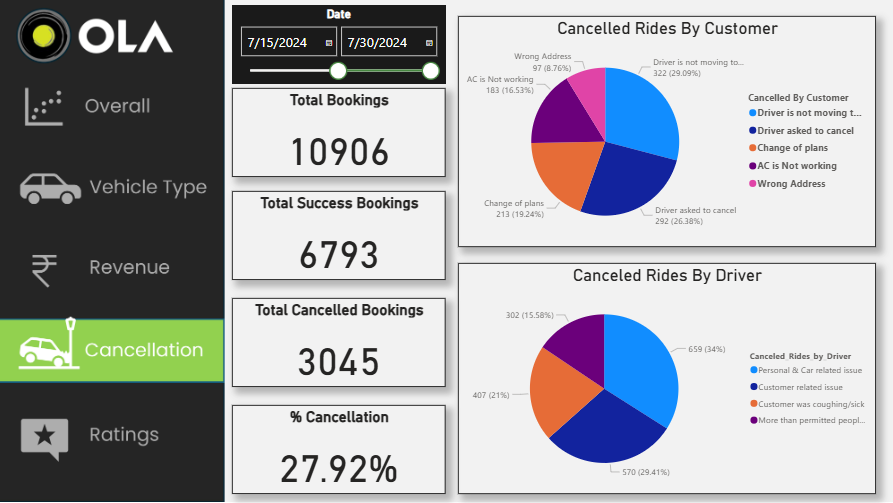 OLA
Overall
Vehicle Type
₹
Revenue
Cancellation
Ratings
Date
7/15/2024
7/30/2024
Total Bookings
10906
Total Success Bookings
6793
Total Cancelled Bookings
3045
% Cancellation
27.92%
Cancelled Rides By Customer
Wrong Address
97 (8.76%)
AC is Not working
183 (16.53%)
Change of plans
213 (19.24%)
Driver is not moving to...
322 (29.09%)
Driver asked to cancel
292 (26.38%)
Cancelled By Customer
Driver is not moving t...
Driver asked to cancel
Change of plans
AC is Not working
Wrong Address
Canceled Rides By Driver
302 (15.58%)
659 (34%)
407 (21%)
570 (29.41%)
Canceled_Rides_by_Driver
Personal & Car related issue
Customer related issue
Customer was coughing/sick
More than permitted peopl...